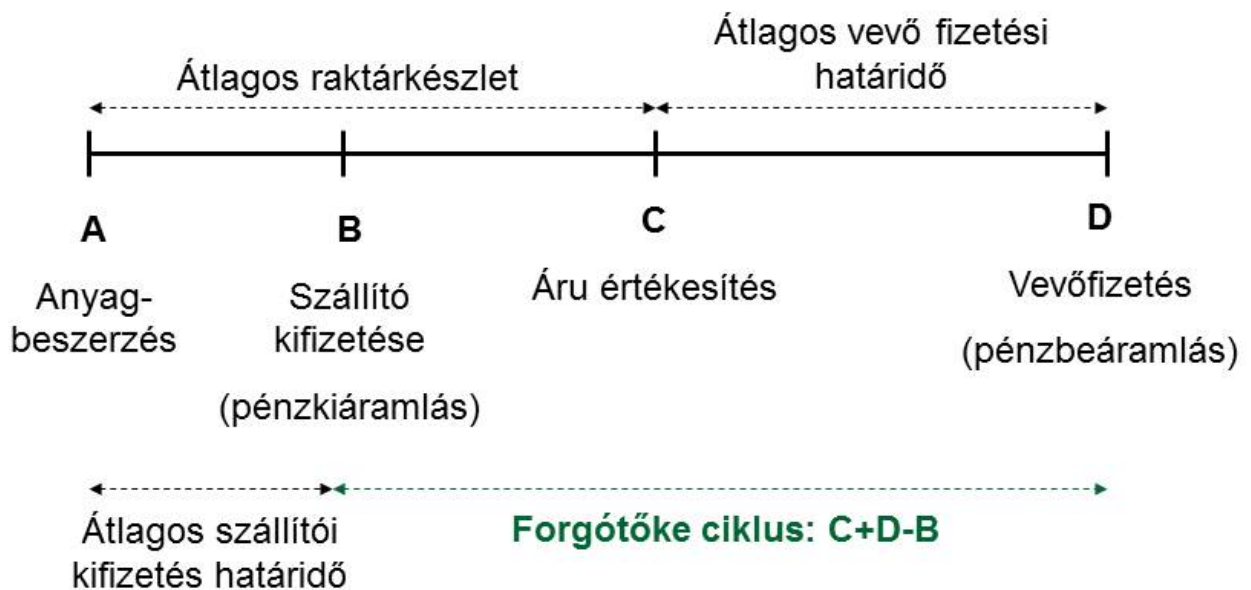 Átlagos vevő fizetési
határidő
Átlagos raktárkészlet
A
B
C
D
Anyag-
beszerzés
Szállító
kifizetése
(pénzkiáramlás)
Áru értékesítés
Vevőfizetés
(pénzbeáramlás)
Átlagos szállítói
kifizetés határidő
Forgótőke ciklus: C+D-B